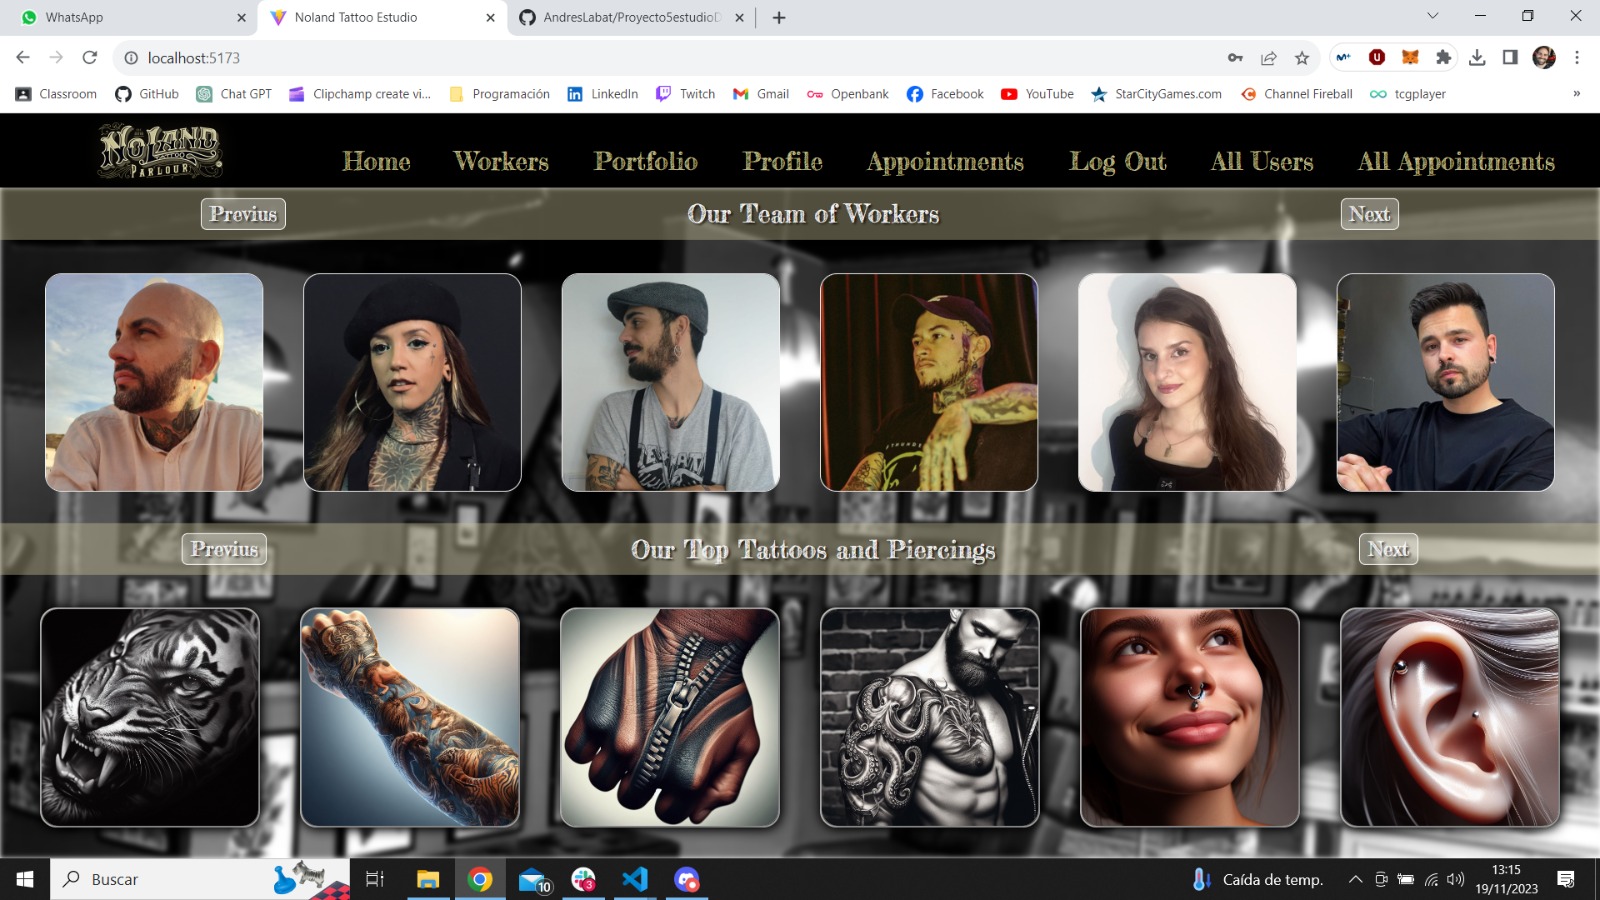 WhatsApp
Noland Tattoo Estudio
AndresLabat/Proyecto5estudioD
localhost:5173
Classroom
GitHub
Chat GPT
Clipchamp create vi...
Programación
LinkedIn
Twitch
Gmail
Openbank
Facebook
YouTube
StarCityGames.com
Channel Fireball
tcgplayer
»
NOLAND
TATTOO
PARLOUR
Home
Workers
Portfolio
Profile
Appointments
Log Out
All Users
All Appointments
Previus
Our Team of Workers
Next
Previus
Our Top Tattoos and Piercings
Next
Buscar
10
3
Caída de temp.
13:15
19/11/2023